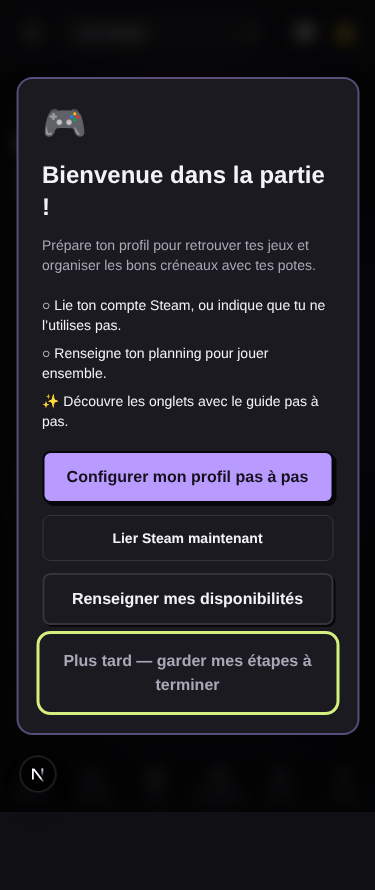 Bienvenue dans la partie
!
Prépare ton profil pour retrouver tes jeux et
organiser les bons créneaux avec tes potes.
○ Lie ton compte Steam, ou indique que tu ne
l'utilises pas.
○ Renseigne ton planning pour jouer
ensemble.
✨ Découvre les onglets avec le guide pas à
pas.
Configurer mon profil pas à pas
Lier Steam maintenant
Renseigner mes disponibilités
Plus tard — garder mes étapes à
terminer
N